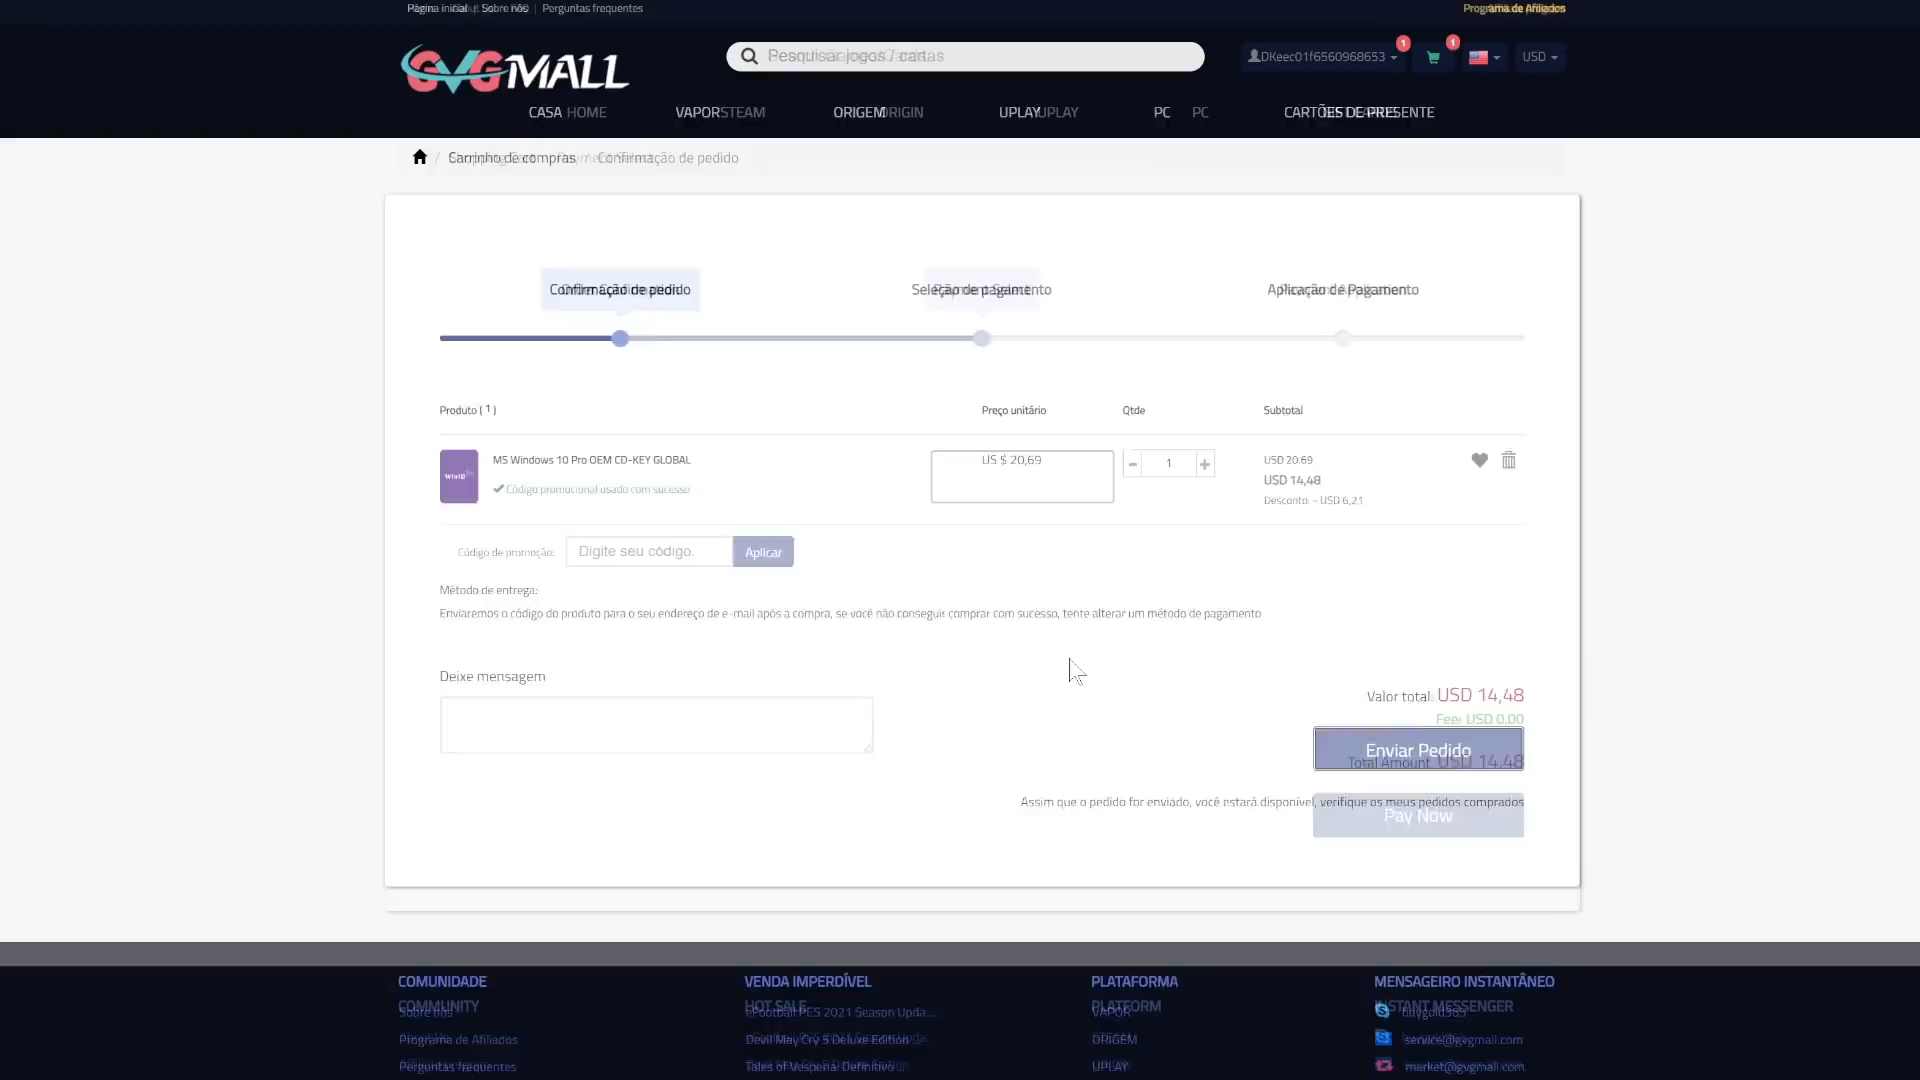 Página inicial | Sobre nós | Perguntas frequentes
Programa de Afiliados
GVGMALL
Pesquisar jogos / cartas
DKeec01f6560968653
1
1
USD
CASA HOME
VAPOR STEAM
ORIGEM ORIGIN
UPLAY UPLAY
PC PC
CARTÕES DE PRESENTE
/ Carrinho de compras / Confirmação de pedido
Confirmação de pedido
Seleção de pagamento
Aplicação de Pagamento
Produto ( 1 )
Preço unitário
Qtde
Subtotal
Win10
MS Windows 10 Pro OEM CD-KEY GLOBAL
US $ 20,69
1
USD 20.69
USD 14,48
Código promocional usado com sucesso
Desconto: - USD 6,21
Código de promoção:
Digite seu código.
Aplicar
Método de entrega:
Enviaremos o código do produto para o seu endereço de e-mail após a compra, se você não conseguir comprar com sucesso, tente alterar um método de pagamento
Deixe mensagem
Valor total: USD 14,48
Fee: USD 0.00
Enviar Pedido
Total Amount: USD 14.48
Assim que o pedido for enviado, você estará disponível, verifique os meus pedidos comprados
Pay Now
COMUNIDADE
VENDA IMPERDÍVEL
PLATAFORMA
MENSAGEIRO INSTANTÂNEO
COMMUNITY
HOT SALE
PLATFORM
INSTANT MESSENGER
Sobre nós
eFootball PES 2021 Season Upda...
VAPOR
Programa de Afiliados
Devil May Cry 5 Deluxe Edition ...
ORIGEM
service@gvgmall.com
Perguntas frequentes
Tales of Vesperia: Definitive ...
UPLAY
market@gvgmall.com